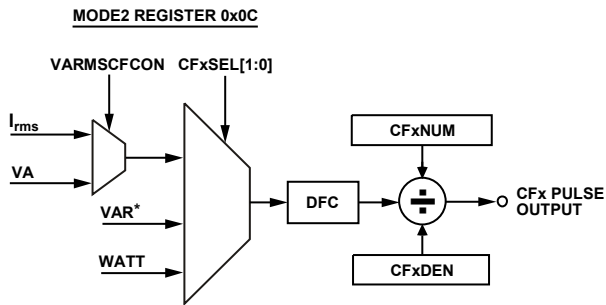 MODE2 REGISTER 0x0C
VARMSCFCON CFxSEL[1:0]
Irms
VA
VAR*
WATT
DFC
CFxNUM
÷
CFxDEN
CFx PULSE
OUTPUT